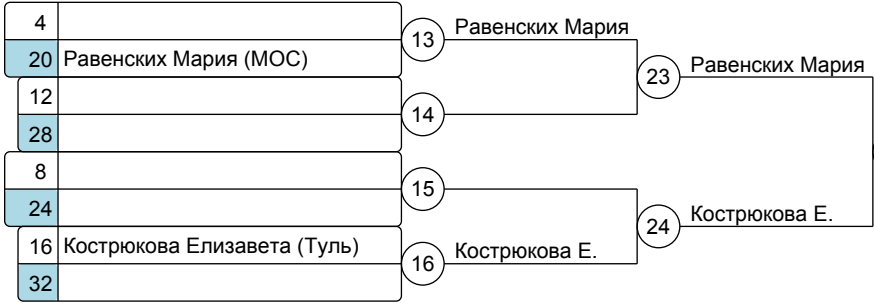 4
13
Равенских Мария
20 Равенских Мария (МОС)
23
Равенских Мария
12
14
28
8
15
24
24
Кострюкова Е.
16 Кострюкова Елизавета (Туль)
16
Кострюкова Е.
32